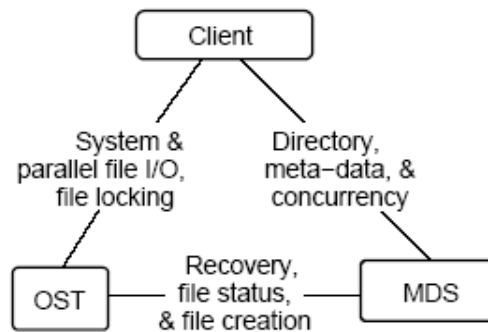 Client
System &
parallel file I/O,
file locking
Directory,
meta−data, &
concurrency
OST
Recovery,
file status,
& file creation
MDS